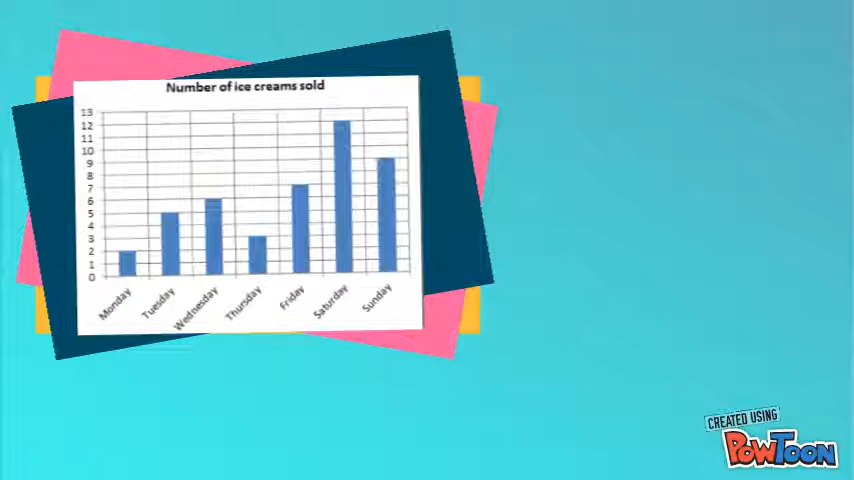 Number of ice creams sold
13
12
11
10
9
8
7
6
5
4
3
2
1
0
Monday
Tuesday
Wednesday
Thursday
Friday
Saturday
Sunday
CREATED USING
POWTOON